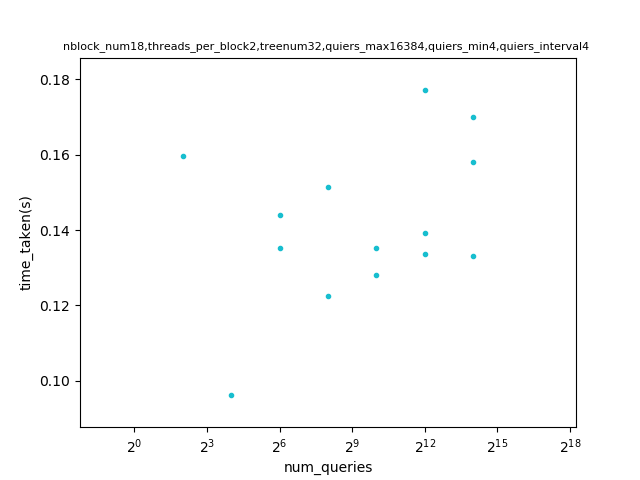 nblock_num18,threads_per_block2,treenum32,quiers_max16384,quiers_min4,quiers_interval4
0.18
0.16
0.14
0.12
0.10
time_taken(s)
2^0 2^3 2^6 2^9 2^12 2^15 2^18
num_queries